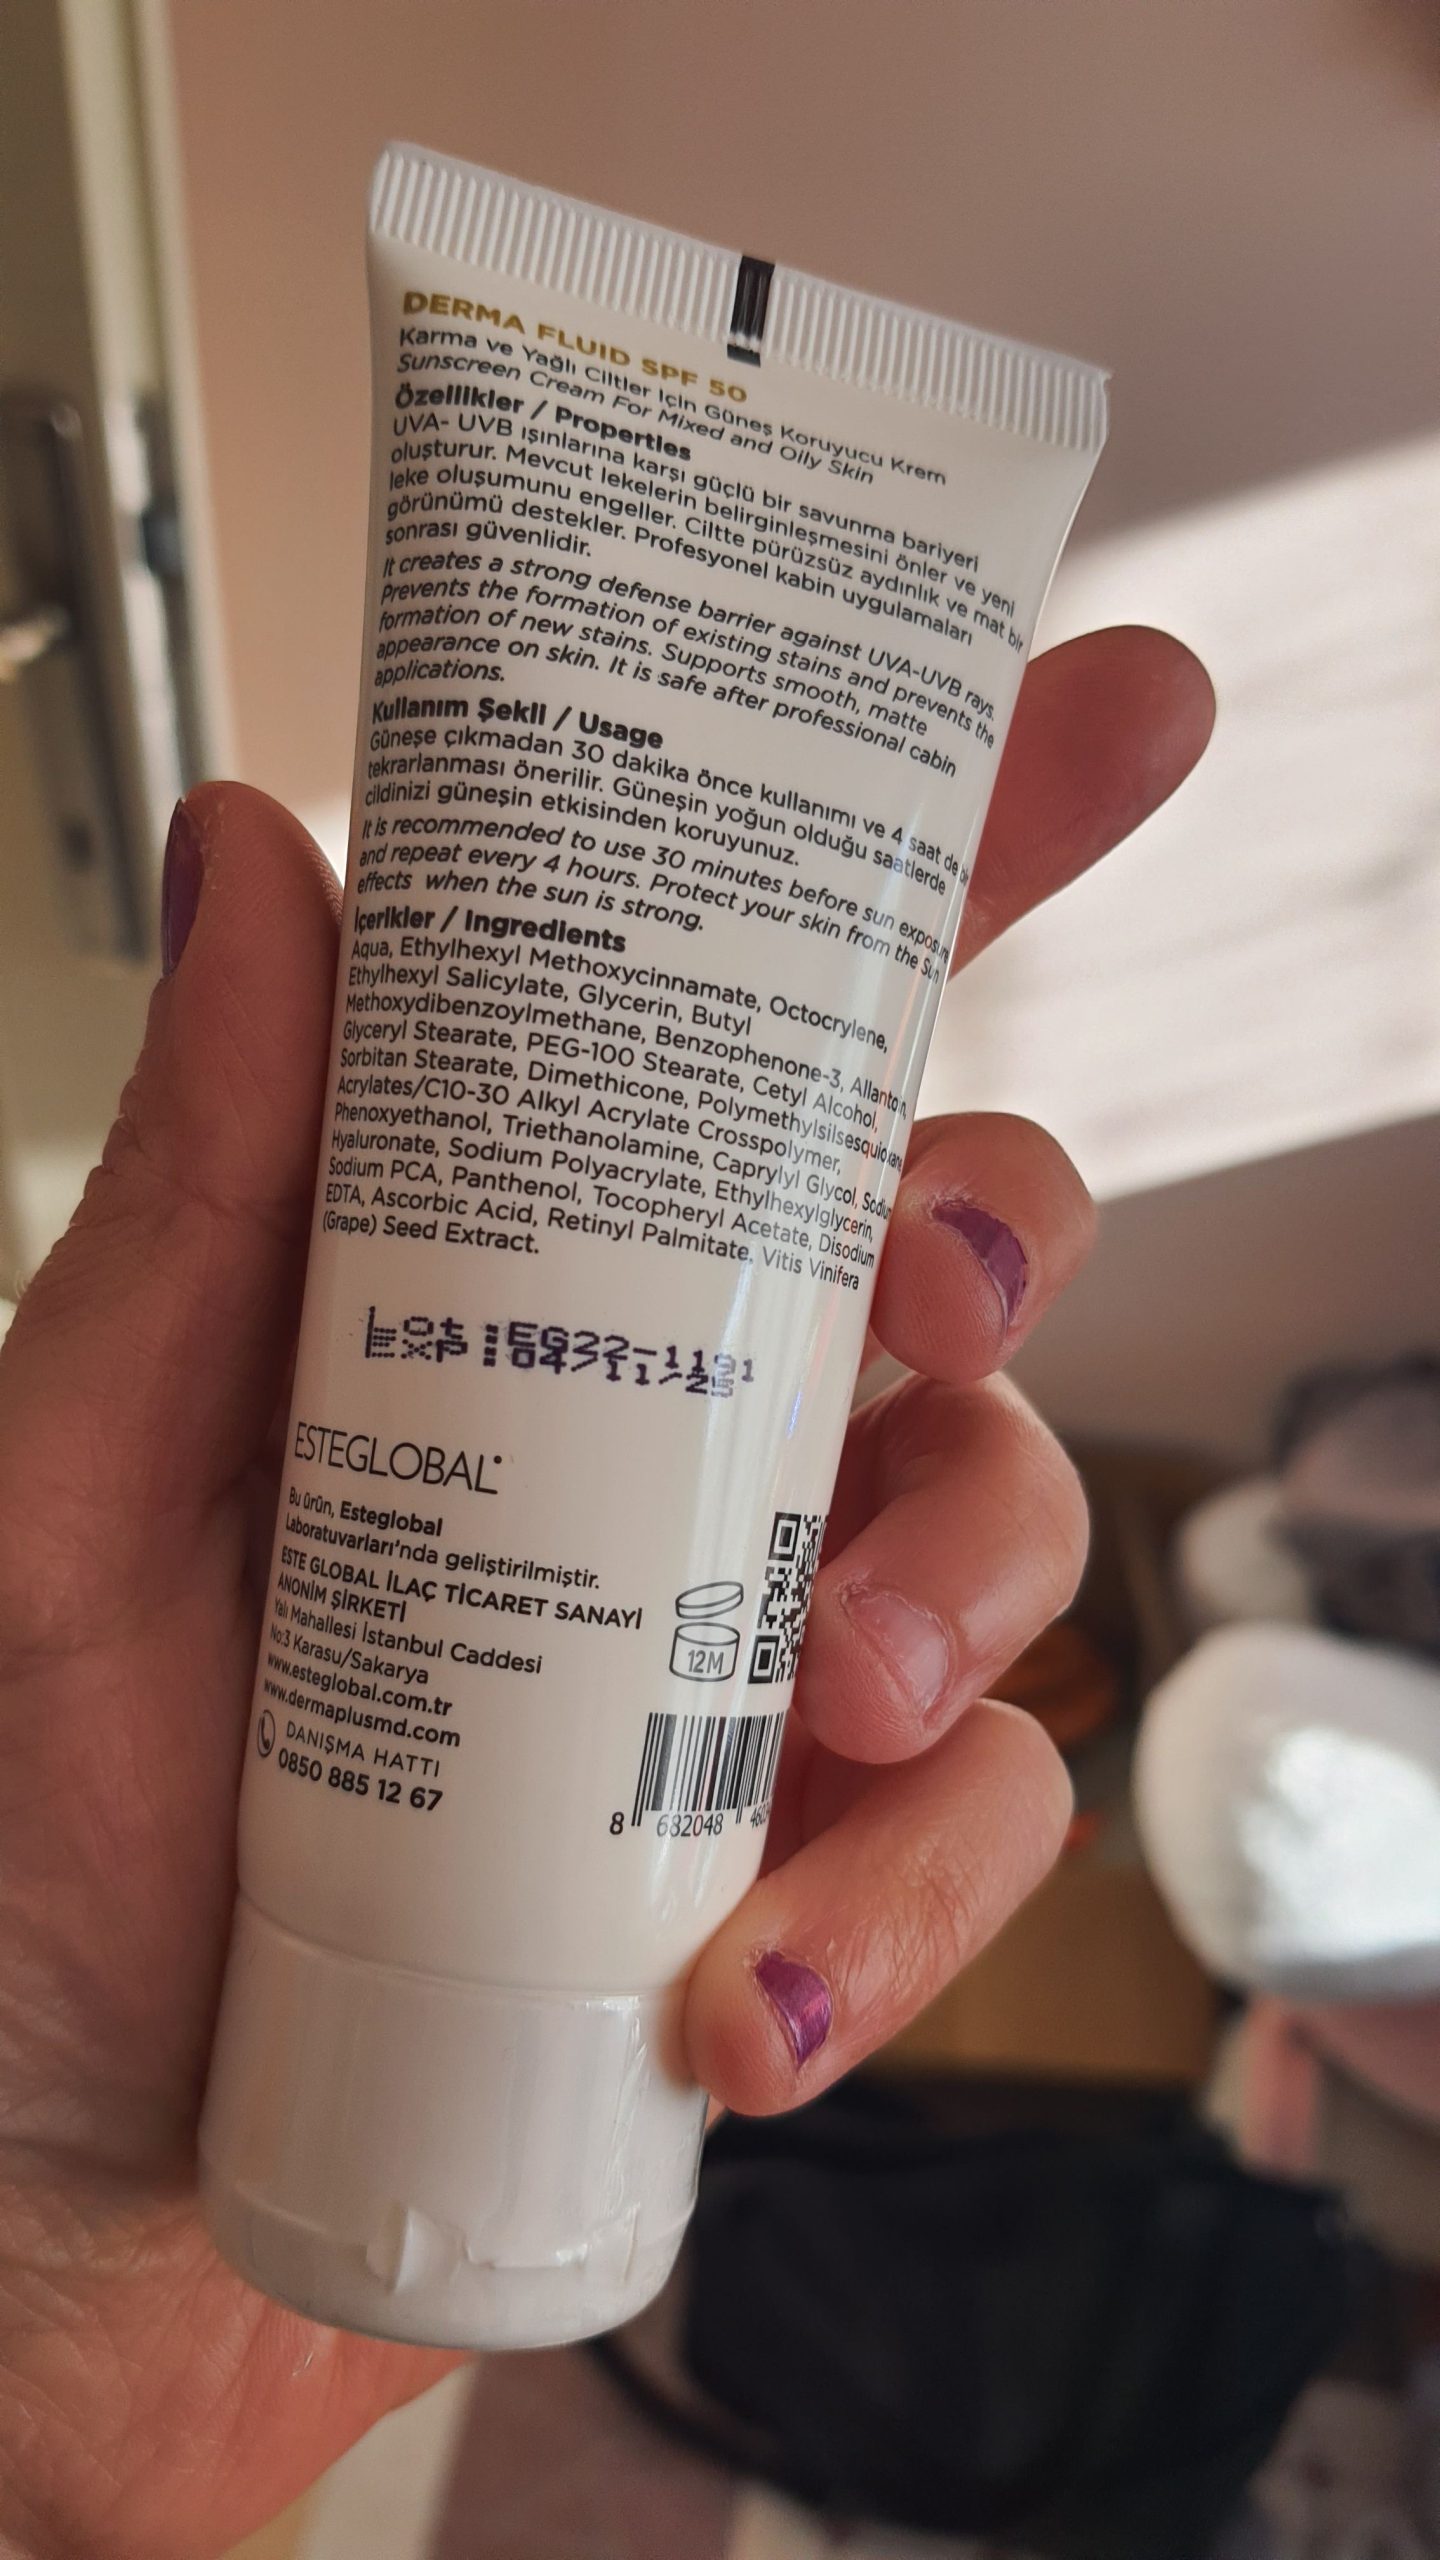 DERMA FLUID SPF 50
Karma ve Yağlı Ciltler İçin Güneş Koruyucu Krem
Sunscreen Cream For Mixed and Oily Skin
Özellikler / Properties
UVA- UVB ışınlarına karşı güçlü bir savunma bariyeri
oluşturur. Mevcut lekelerin belirginleşmesini önler ve yeni
leke oluşumunu engeller. Ciltte pürüzsüz aydınlık ve mat bir
görünümü destekler. Profesyonel kabin uygulamaları
sonrası güvenlidir.
It creates a strong defense barrier against UVA-UVB rays.
Prevents the formation of existing stains and prevents the
formation of new stains. Supports smooth, matte
appearance on skin. It is safe after professional cabin
applications.
Kullanım Şekli / Usage
Güneşe çıkmadan 30 dakika önce kullanımı ve 4 saat de bir
tekrarlanması önerilir. Güneşin yoğun olduğu saatlerde
cildinizi güneşin etkisinden koruyunuz.
It is recommended to use 30 minutes before sun exposure
and repeat every 4 hours. Protect your skin from the Sun
effects when the sun is strong.
İçerikler / Ingredients
Aqua, Ethylhexyl Methoxycinnamate, Octocrylene,
Ethylhexyl Salicylate, Glycerin, Butyl
Methoxydibenzoylmethane, Benzophenone-3, Allantoin,
Glyceryl Stearate, PEG-100 Stearate, Cetyl Alcohol,
Sorbitan Stearate, Dimethicone, Polymethylsilsesquioxane,
Acrylates/C10-30 Alkyl Acrylate Crosspolymer,
Phenoxyethanol, Triethanolamine, Caprylyl Glycol, Sodium
Hyaluronate, Sodium Polyacrylate, Ethylhexylglycerin,
Sodium PCA, Panthenol, Tocopheryl Acetate, Disodium
EDTA, Ascorbic Acid, Retinyl Palmitate, Vitis Vinifera
(Grape) Seed Extract.
Lot :EG22-1191
Exp :04/11/25
ESTEGLOBAL
Bu ürün, Esteglobal
Laboratuvarları'nda geliştirilmiştir.
ESTE GLOBAL İLAÇ TİCARET SANAYİ
ANONİM ŞİRKETİ
Yalı Mahallesi İstanbul Caddesi
No:3 Karasu/Sakarya
www.esteglobal.com.tr
www.dermaplusmd.com
DANIŞMA HATTI
0850 885 12 67
12M
8 682048